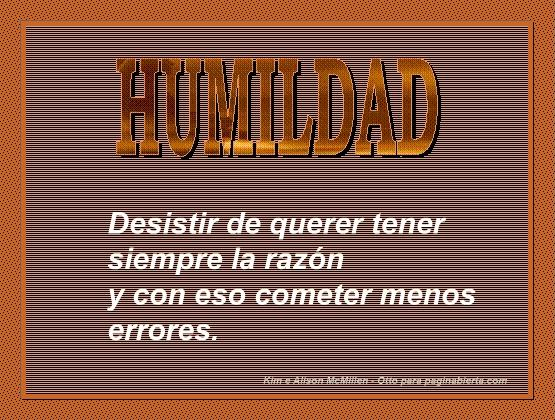 HUMILDAD
Desistir de querer tener
siempre la razón
y con eso cometer menos
errores.
Kim e Alison McMillen - Otto para paginabierta.com